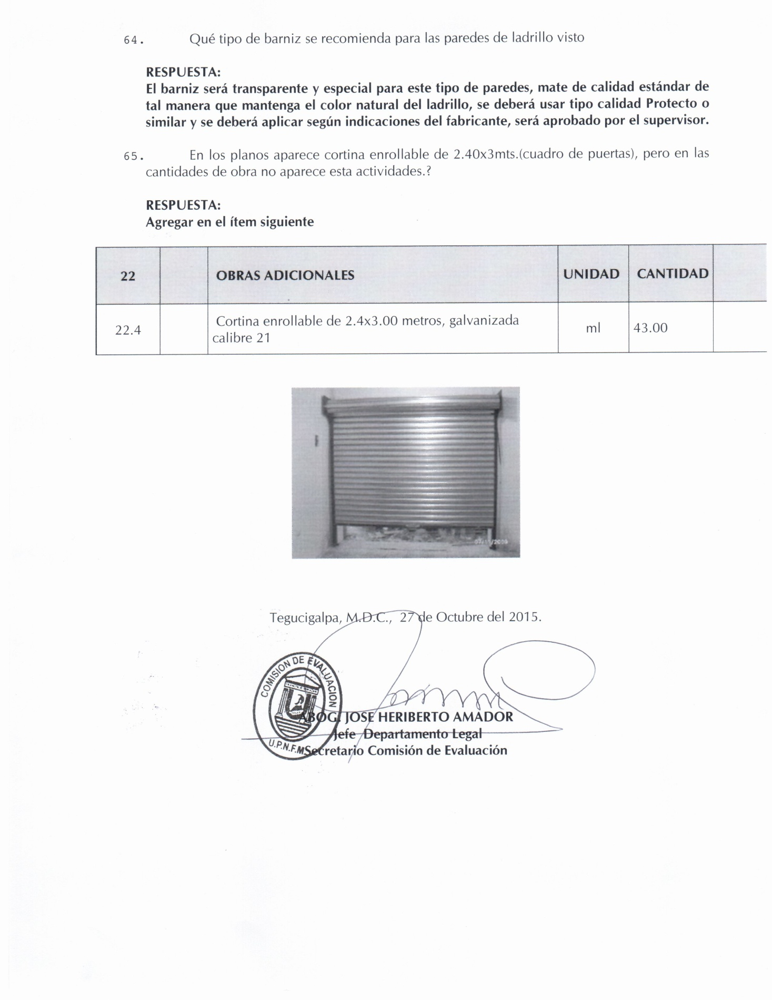 64. Qué tipo de barniz se recomienda para las paredes de ladrillo visto
RESPUESTA:
El barniz será transparente y especial para este tipo de paredes, mate de calidad estándar de
tal manera que mantenga el color natural del ladrillo, se deberá usar tipo calidad Protecto o
similar y se deberá aplicar según indicaciones del fabricante, será aprobado por el supervisor.
65. En los planos aparece cortina enrollable de 2.40x3mts.(cuadro de puertas), pero en las
cantidades de obra no aparece esta actividades.?
RESPUESTA:
Agregar en el ítem siguiente
22 OBRAS ADICIONALES UNIDAD CANTIDAD
22.4 Cortina enrollable de 2.4x3.00 metros, galvanizada
calibre 21 ml 43.00
Tegucigalpa, M.D.C., 27 de Octubre del 2015.
COMISION DE EVALUACION
U.P.N.F.M.
ABOG. JOSE HERIBERTO AMADOR
Jefe Departamento Legal
Secretario Comisión de Evaluación